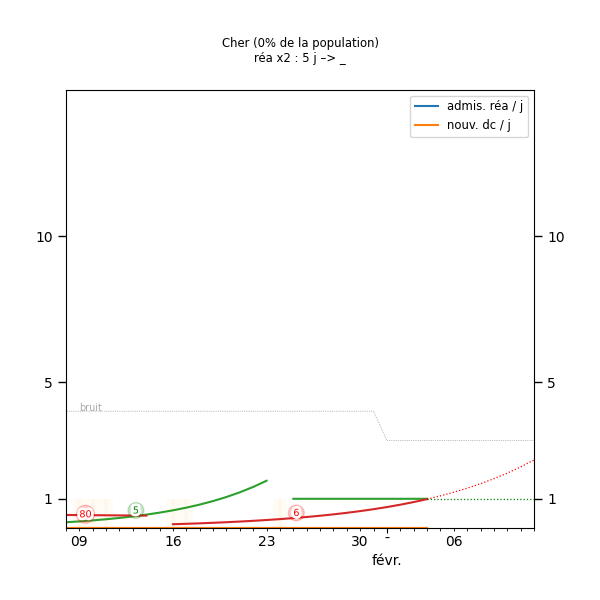 Cher (0% de la population)
réa x2 : 5 j –> _
admis. réa / j
nouv. dc / j
10 10
5 5
bruit
1 1
80 5 6
09 16 23 30 - 06
févr.